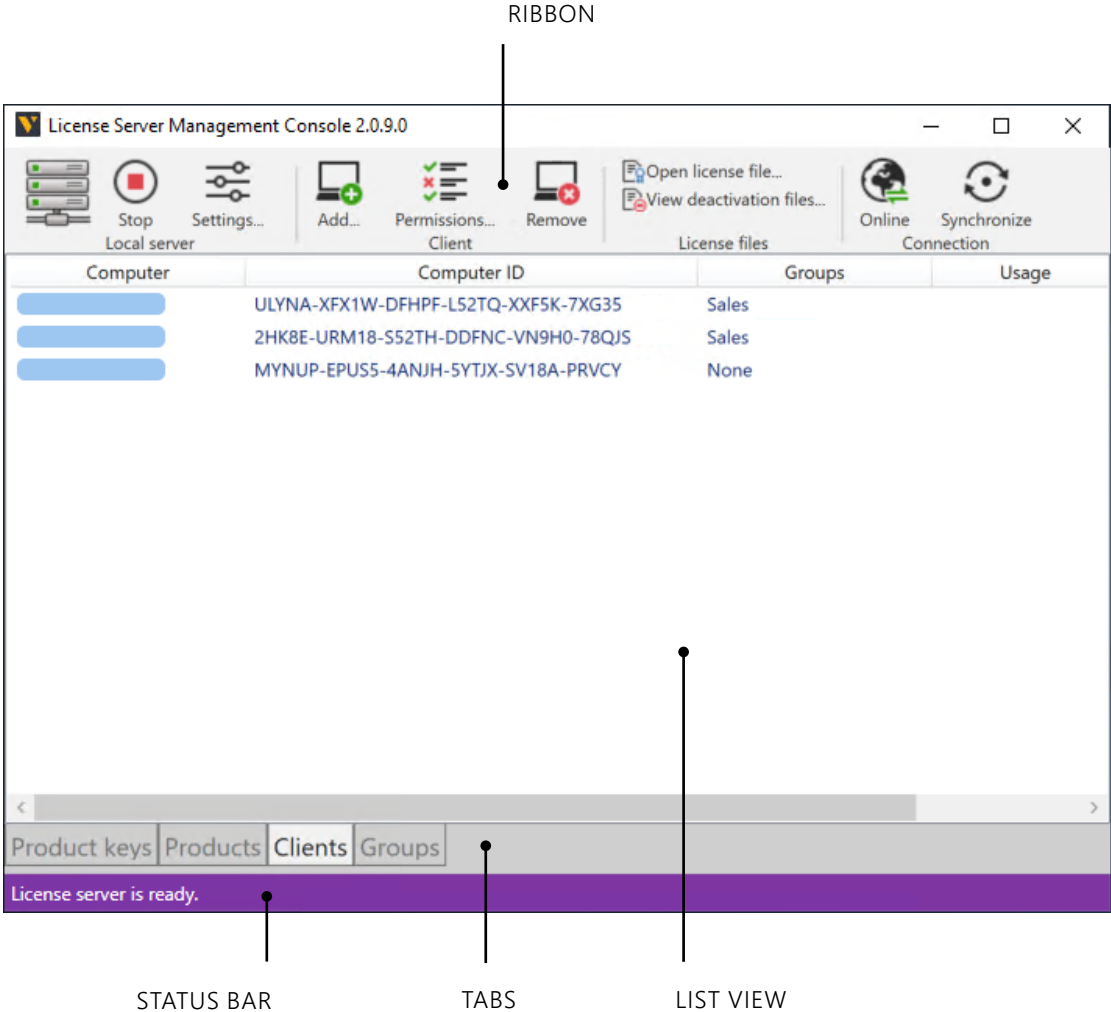 RIBBON
License Server Management Console 2.0.9.0
Stop Settings... Add... Permissions... Remove Open license file... View deactivation files... Online Synchronize
Local server Client License files Connection
Computer Computer ID Groups Usage
ULYNA-XFX1W-DFHPF-L52TQ-XXF5K-7XG35 Sales
2HK8E-URM18-S52TH-DDFNC-VN9H0-78QJS Sales
MYNUP-EPUS5-4ANJH-5YTJX-SV18A-PRVCY None
Product keys Products Clients Groups
License server is ready.
STATUS BAR TABS LIST VIEW